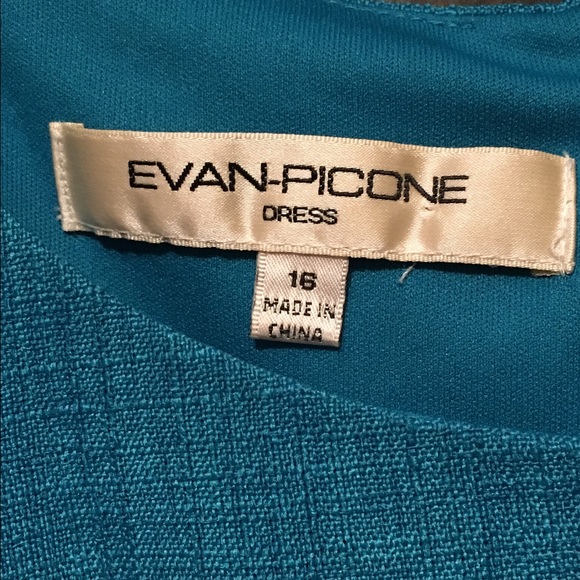 EVAN-PICONE
DRESS
16
MADE IN
CHINA